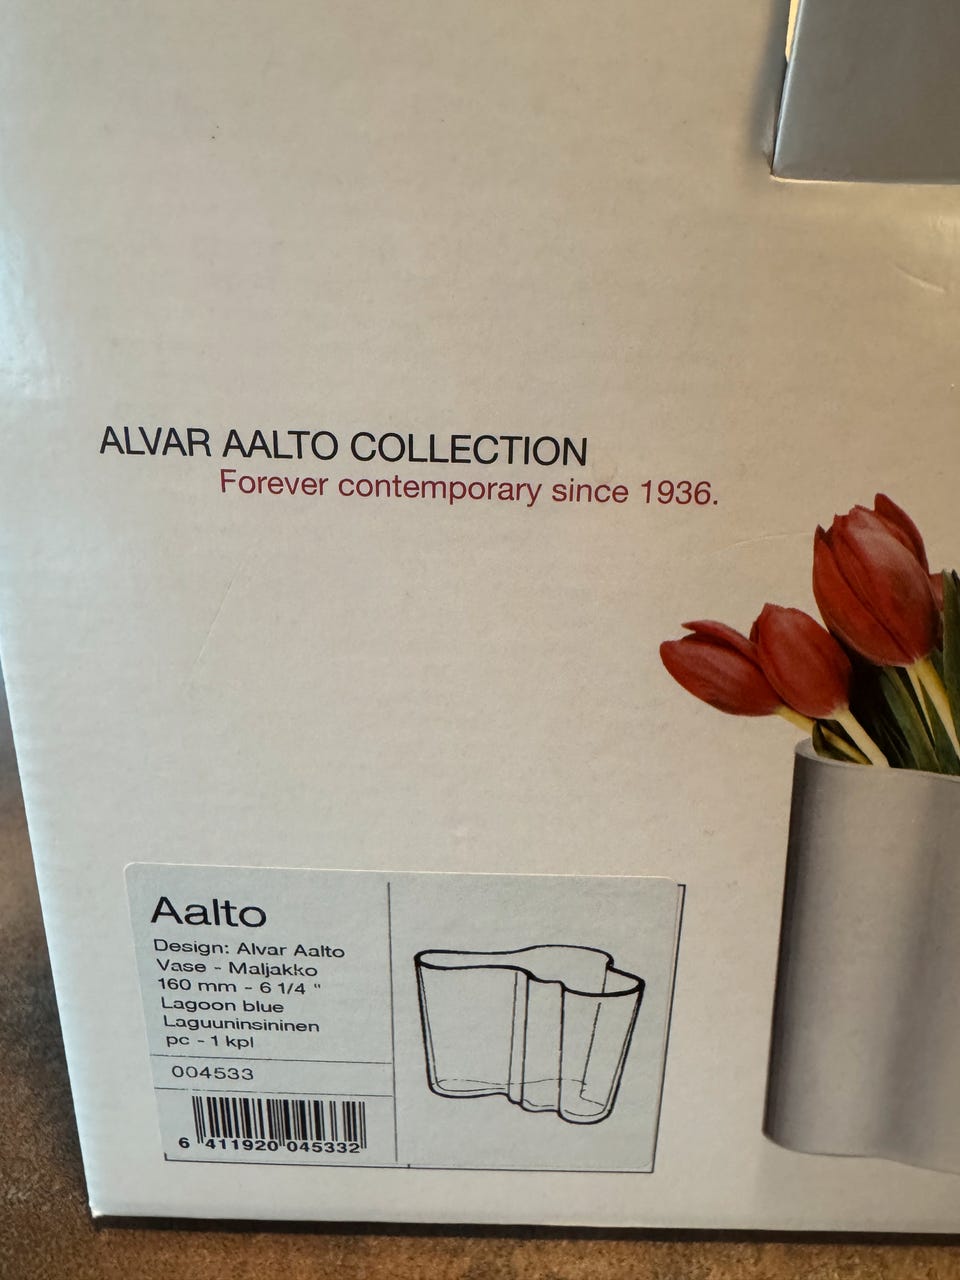 ALVAR AALTO COLLECTION
Forever contemporary since 1936.
Aalto
Design: Alvar Aalto
Vase - Maljakko
160 mm - 6 1/4 "
Lagoon blue
Laguuninsininen
pc - 1 kpl
004533
6 411920 045332